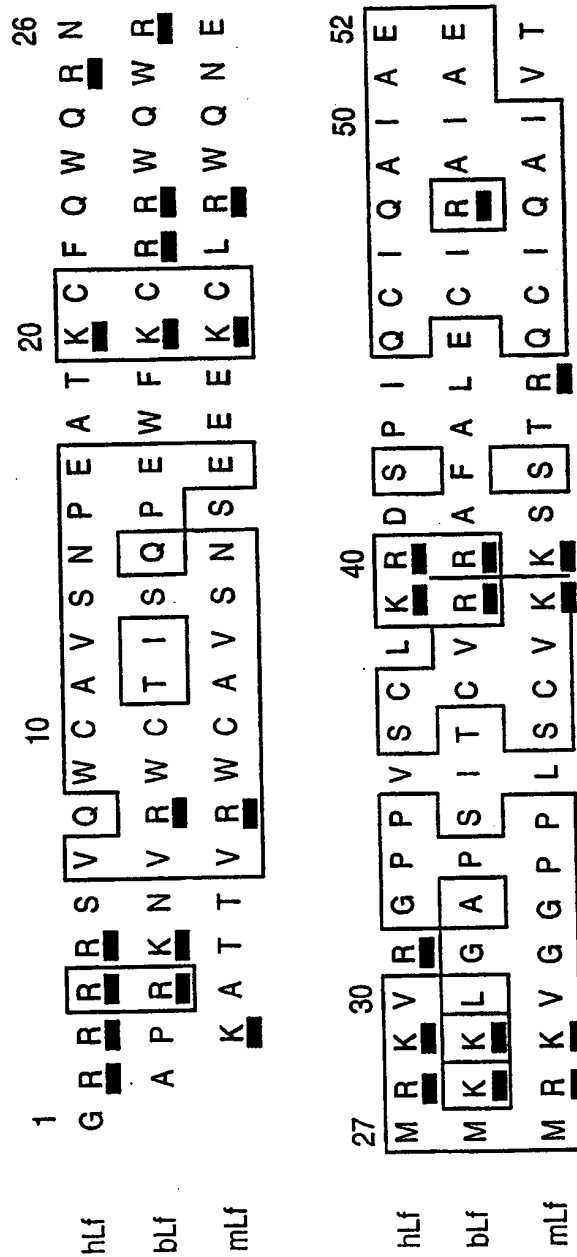 1 10 20 26
hLf G R R R R S V Q W C A V S N P E A T K C F Q W Q R N
bLf A P R K N V R W C T I S Q P E W F K C R R W Q W R
mLf K A T T V R W C A V S N S E E E K C L R W Q N E
27 30 40 50 52
hLf M R K V R G P P V S C L K R D S P I Q C I Q A I A E
bLf M K K L G A P S I T C V R R A F A L E C I R A I A E
mLf M R K V G G P P L S C V K K S S T R Q C I Q A I V T